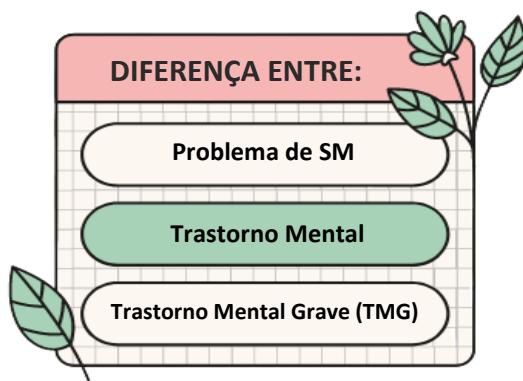 DIFERENÇA ENTRE:
Problema de SM
Trastorno Mental
Trastorno Mental Grave (TMG)